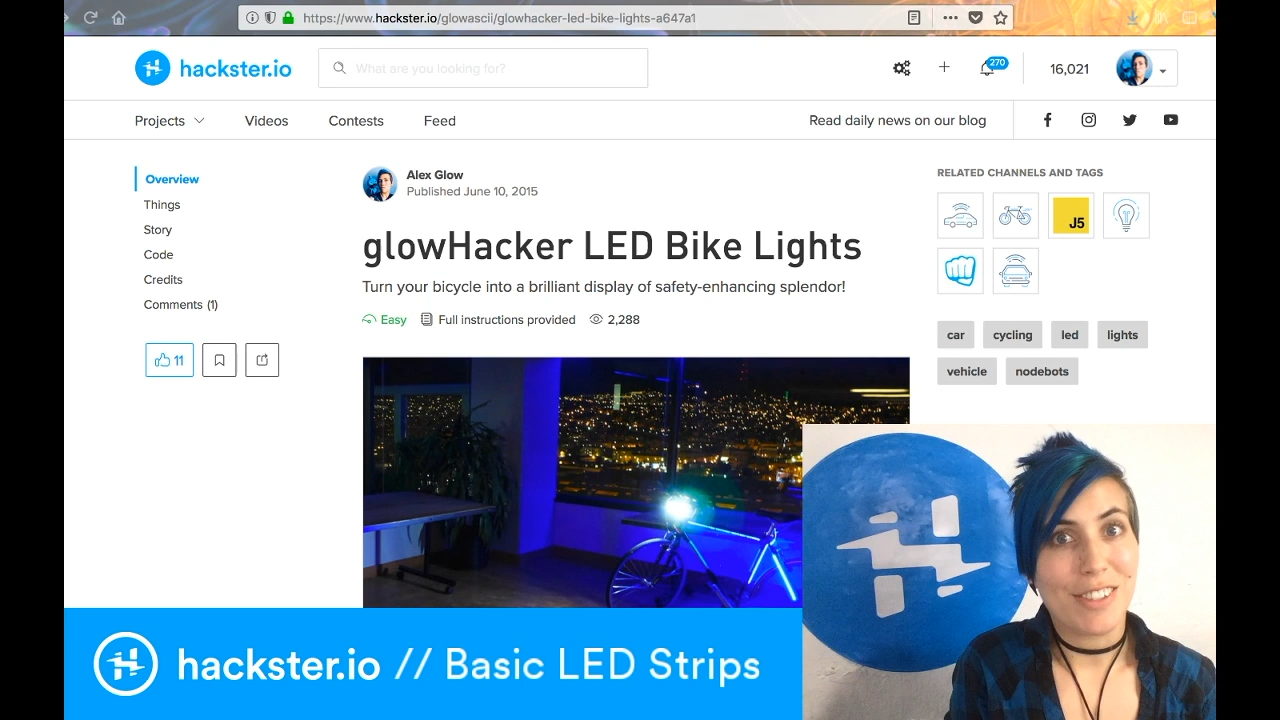 https://www.hackster.io/glowascii/glowhacker-led-bike-lights-a647a1
hackster.io
What are you looking for?
270
16,021
Projects
Videos
Contests
Feed
Read daily news on our blog
Overview
Things
Story
Code
Credits
Comments (1)
11
Alex Glow
Published June 10, 2015
glowHacker LED Bike Lights
Turn your bicycle into a brilliant display of safety-enhancing splendor!
Easy
Full instructions provided
2,288
RELATED CHANNELS AND TAGS
J5
car
cycling
led
lights
vehicle
nodebots
hackster.io // Basic LED Strips